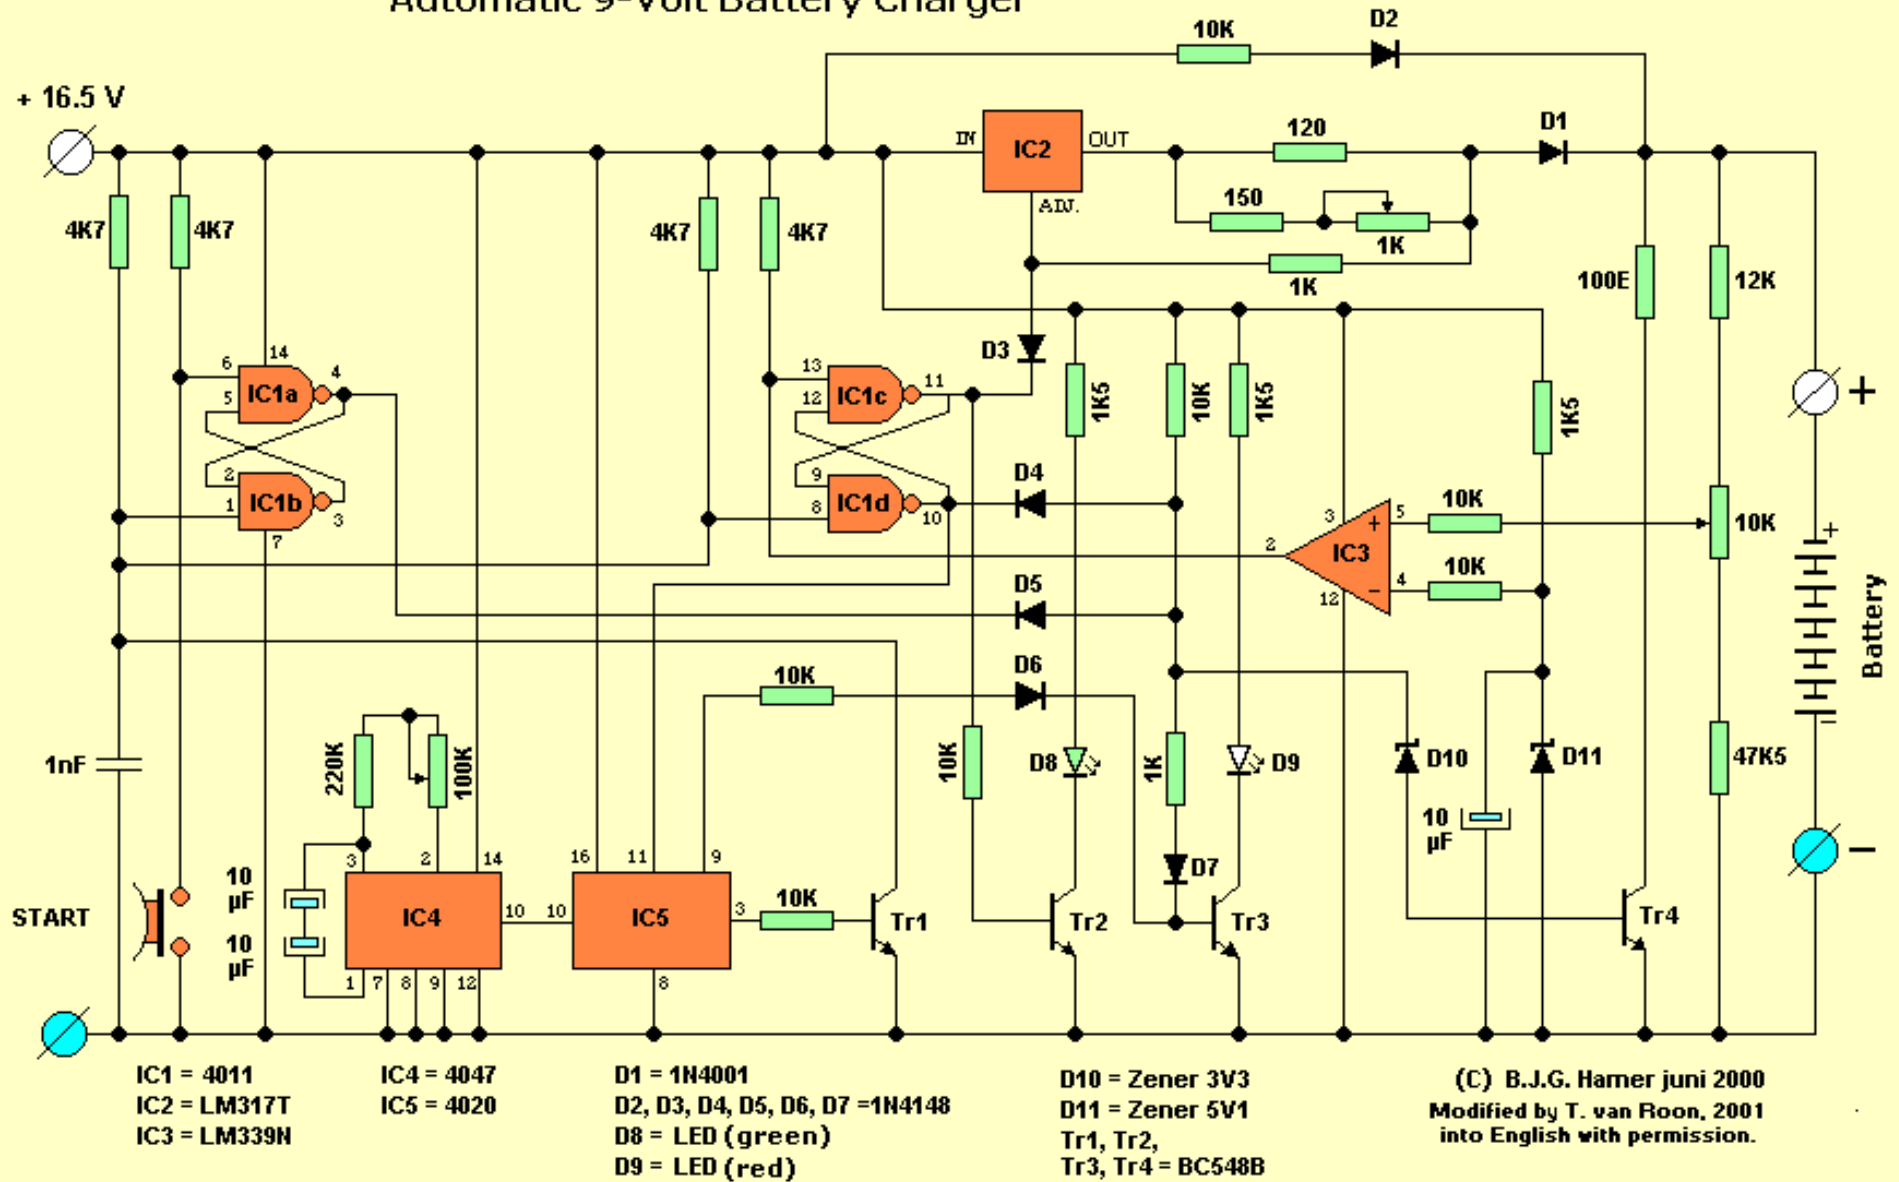 Automatic 9-Volt Battery Charger
10K
D2
+ 16.5 V
IN
IC2
OUT
120
D1
ADJ.
150
1K
1K
4K7
4K7
4K7
4K7
100E
12K
14
6
IC1a
4
5
13
IC1c
11
12
D3
1K5
10K
1K5
1K5
+
2
IC1b
1
3
7
9
IC1d
8
10
D4
3
+
5
10K
10K
2
IC3
4
10K
−
12
D5
+
Battery
−
D6
10K
1nF
220K
100K
10K
D8
1K
D9
D10
D11
47K5
10
µF
3
2
14
16
11
9
D7
START
10
µF
10
µF
IC4
10
10
IC5
3
10K
Tr1
Tr2
Tr3
Tr4
−
1
7
8
9
12
8
IC1 = 4011
IC2 = LM317T
IC3 = LM339N
IC4 = 4047
IC5 = 4020
D1 = 1N4001
D2, D3, D4, D5, D6, D7 =1N4148
D8 = LED (green)
D9 = LED (red)
D10 = Zener 3V3
D11 = Zener 5V1
Tr1, Tr2,
Tr3, Tr4 = BC548B
(C) B.J.G. Hamer juni 2000
Modified by T. van Roon, 2001
into English with permission.